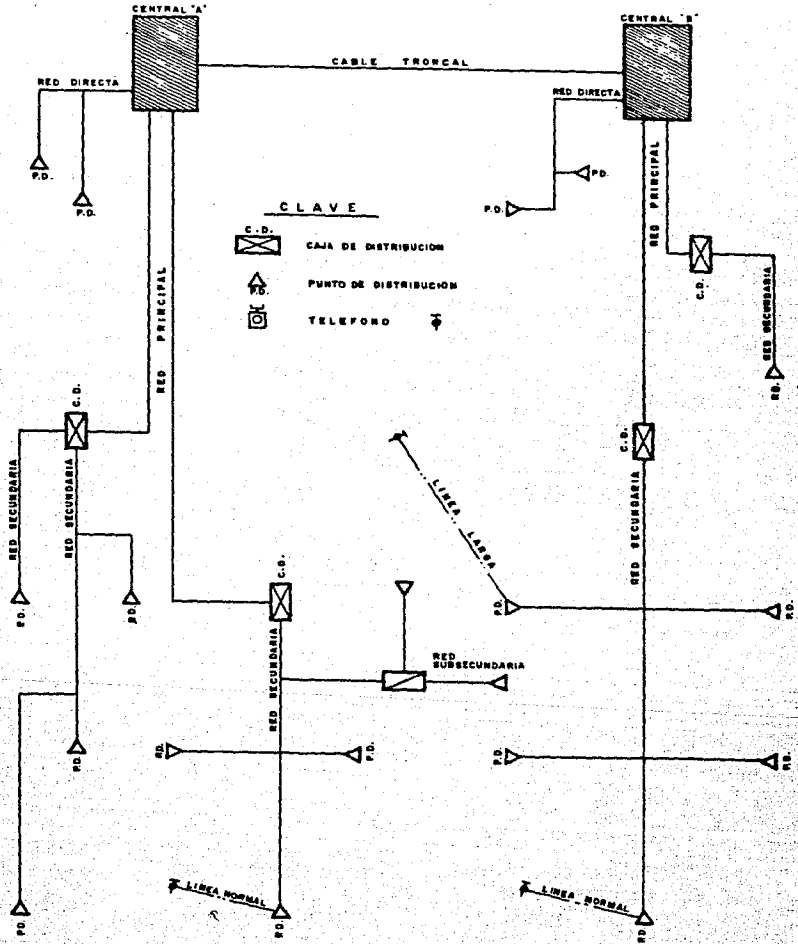 CENTRAL "A"
CENTRAL "B"
CABLE TRONCAL
RED DIRECTA
RED DIRECTA
P.D.
P.D.
P.D.
P.D.
CLAVE
C.D.
CAJA DE DISTRIBUCION
P.D.
PUNTO DE DISTRIBUCION
TELEFONO
RED PRINCIPAL
RED PRINCIPAL
C.D.
RED SECUNDARIA
P.D.
C.D.
RED SECUNDARIA
RED SECUNDARIA
P.D.
P.D.
P.D.
P.D.
C.D.
RED SECUNDARIA
RED
SUBSECUNDARIA
P.D.
P.D.
LINEA NORMAL
P.D.
C.D.
RED SECUNDARIA
LINEA LARGA
P.D.
P.D.
P.D.
P.D.
LINEA NORMAL
P.D.